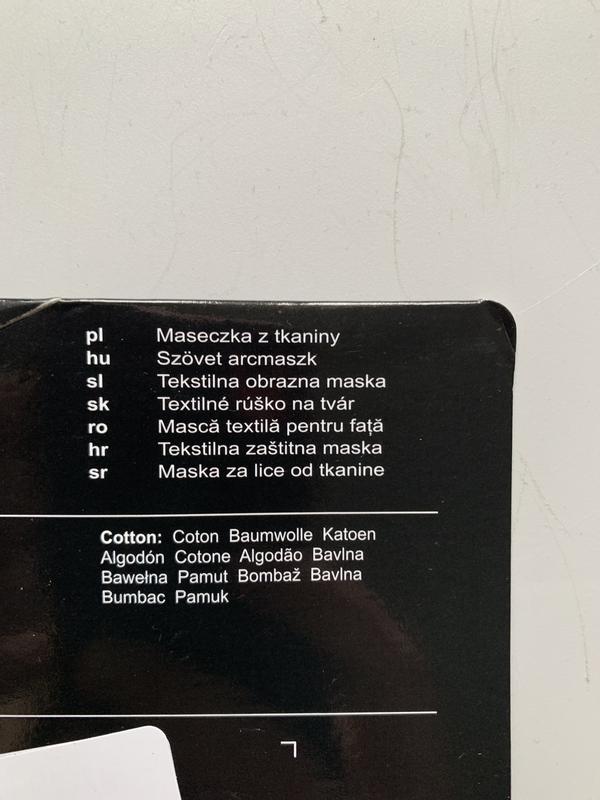 pl Maseczka z tkaniny
hu Szövet arcmaszk
sl Tekstilna obrazna maska
sk Textilné rúško na tvár
ro Mască textilă pentru față
hr Tekstilna zaštitna maska
sr Maska za lice od tkanine
Cotton: Coton Baumwolle Katoen
Algodón Cotone Algodão Bavlna
Bawełna Pamut Bombaž Bavlna
Bumbac Pamuk